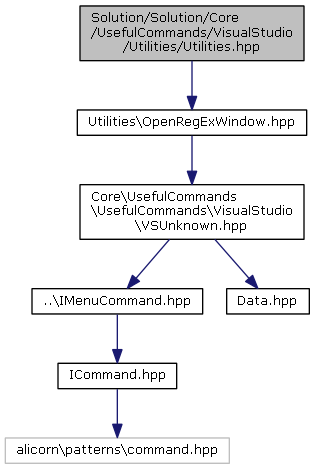 Solution/Solution/Core
/UsefulCommands/VisualStudio
/Utilities/Utilities.hpp
Utilities\OpenRegExWindow.hpp
Core\UsefulCommands
\UsefulCommands\VisualStudio
\VSUnknown.hpp
..\IMenuCommand.hpp
Data.hpp
ICommand.hpp
alicorn\patterns\command.hpp